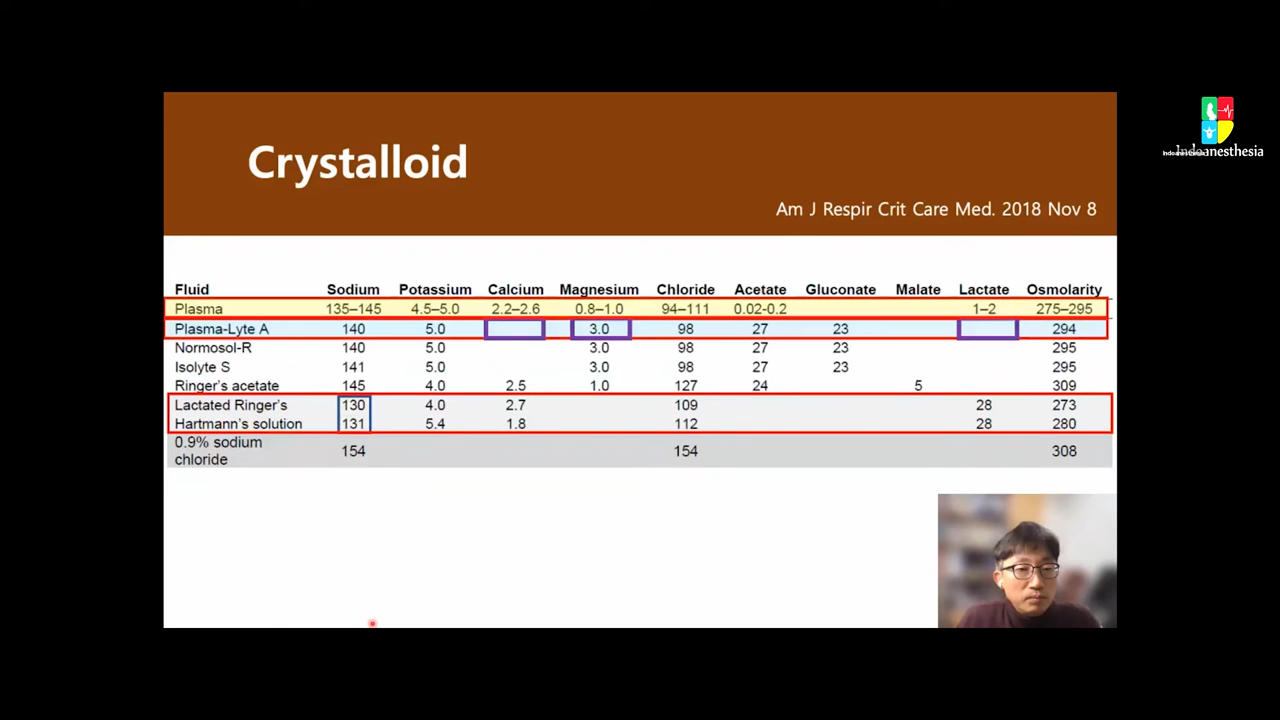 Crystalloid
Am J Respir Crit Care Med. 2018 Nov 8
Indoanesthesia
Fluid Sodium Potassium Calcium Magnesium Chloride Acetate Gluconate Malate Lactate Osmolarity
Plasma 135–145 4.5–5.0 2.2–2.6 0.8–1.0 94–111 0.02-0.2 1–2 275–295
Plasma-Lyte A 140 5.0 3.0 98 27 23 294
Normosol-R 140 5.0 3.0 98 27 23 295
Isolyte S 141 5.0 3.0 98 27 23 295
Ringer's acetate 145 4.0 2.5 1.0 127 24 5 309
Lactated Ringer's 130 4.0 2.7 109 28 273
Hartmann's solution 131 5.4 1.8 112 28 280
0.9% sodium
chloride 154 154 308